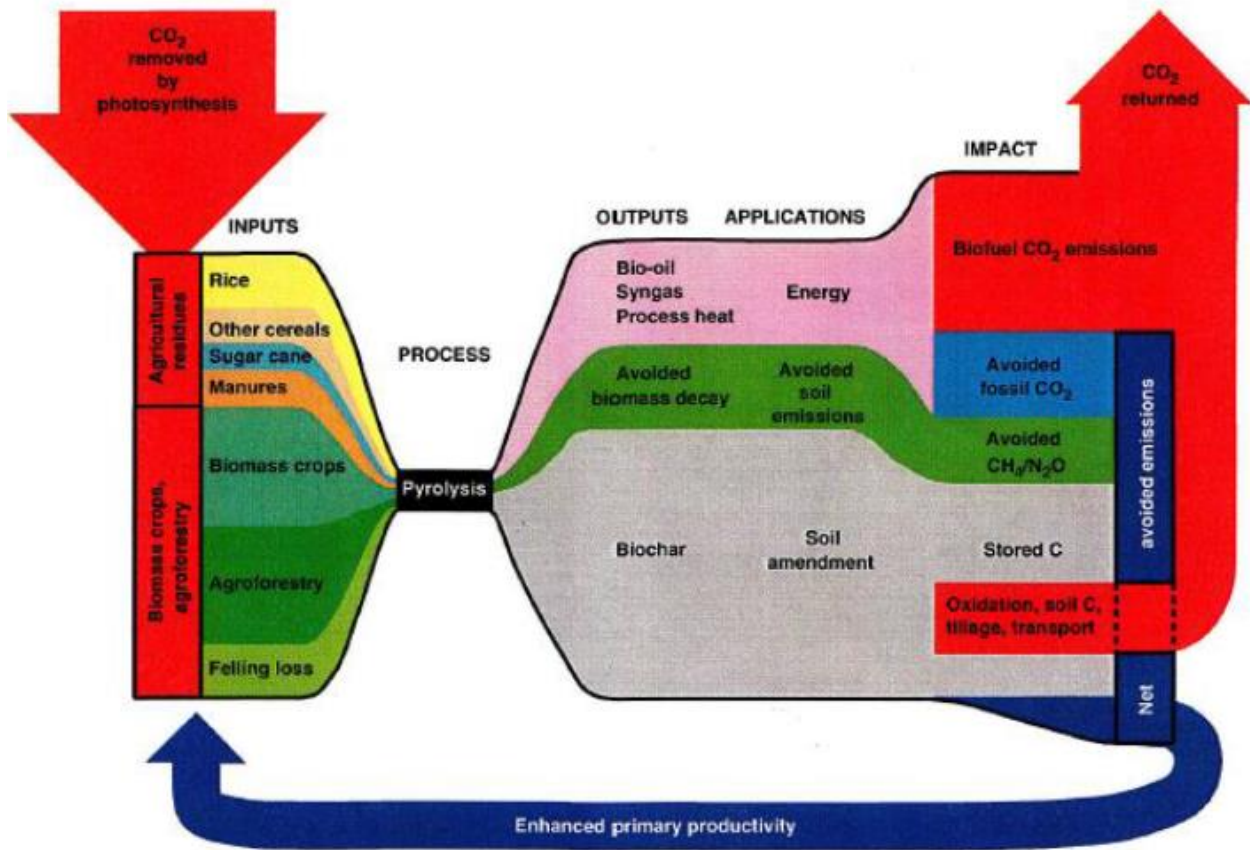 CO2
removed
by
photosynthesis
CO2
returned
IMPACT
INPUTS
OUTPUTS
APPLICATIONS
PROCESS
Agricultural
residues
Rice
Other cereals
Sugar cane
Manures
Biomass crops,
agroforestry
Biomass crops
Agroforestry
Felling loss
Pyrolysis
Bio-oil
Syngas
Process heat
Energy
Biofuel CO2 emissions
Avoided
biomass decay
Avoided
soil
emissions
Avoided
fossil CO2
Avoided
CH4/N2O
Biochar
Soil
amendment
Stored C
Oxidation, soil C,
tillage, transport
avoided emissions
Net
Enhanced primary productivity